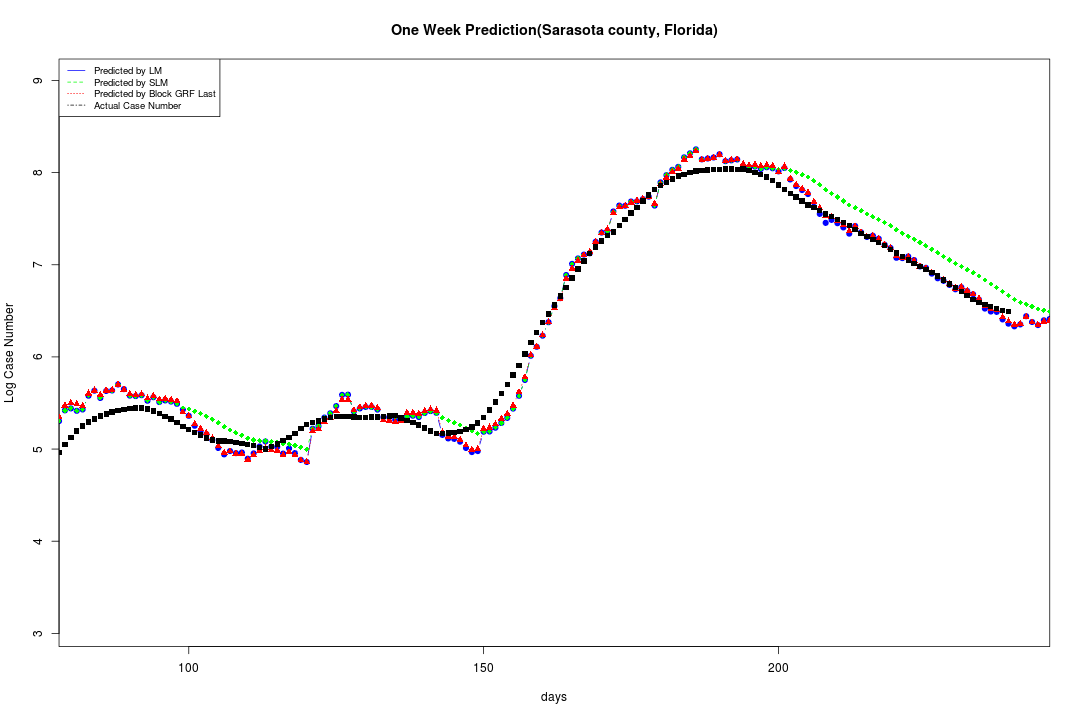 One Week Prediction(Sarasota county, Florida)
Predicted by LM
Predicted by SLM
Predicted by Block GRF Last
Actual Case Number
9
8
7
6
5
4
3
Log Case Number
100
150
200
days